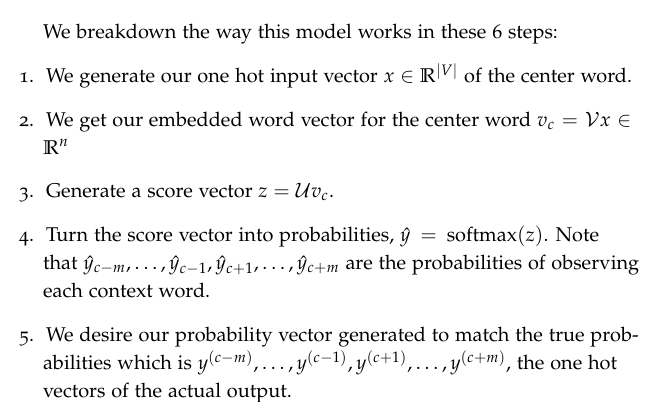 We breakdown the way this model works in these 6 steps:
1. We generate our one hot input vector x ∈ ℝ^|V| of the center word.
2. We get our embedded word vector for the center word v_c = 𝒱x ∈
ℝ^n
3. Generate a score vector z = 𝒰v_c.
4. Turn the score vector into probabilities, ŷ = softmax(z). Note
that ŷ_{c−m}, . . . , ŷ_{c−1}, ŷ_{c+1}, . . . , ŷ_{c+m} are the probabilities of observing
each context word.
5. We desire our probability vector generated to match the true prob-
abilities which is y^{(c−m)}, . . . , y^{(c−1)}, y^{(c+1)}, . . . , y^{(c+m)}, the one hot
vectors of the actual output.